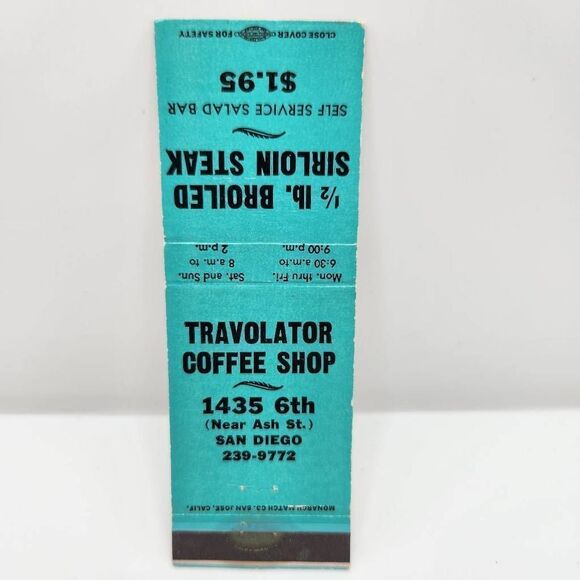 CLOSE COVER FOR SAFETY
½ lb. BROILED
SIRLOIN STEAK
SELF SERVICE SALAD BAR
$1.95
Mon. thru Fri. Sat. and Sun.
6:30 a.m.to 8 a.m. to
9:00 p.m. 2 p.m.
TRAVOLATOR
COFFEE SHOP
1435 6th
(Near Ash St.)
SAN DIEGO
239-9772
MONARCH MATCH CO. SAN JOSE, CALIF.